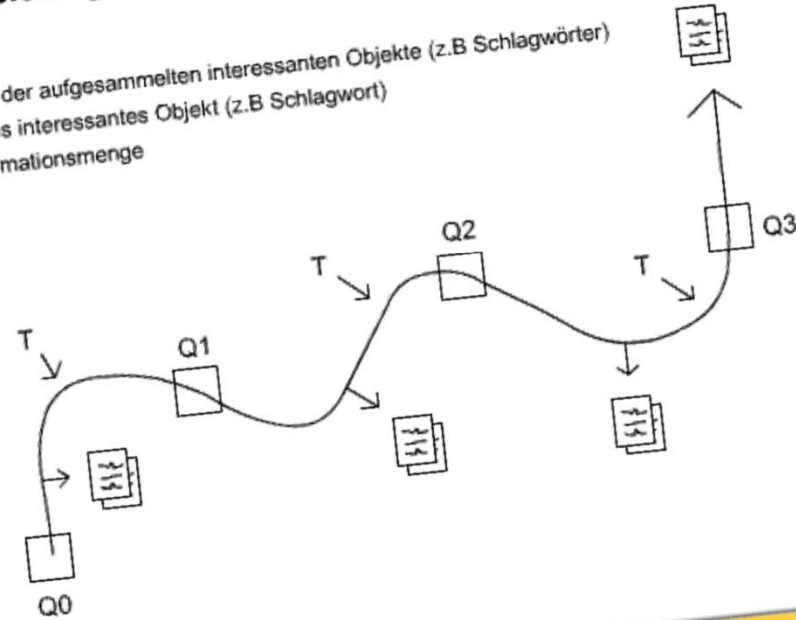 der aufgesammelten interessanten Objekte (z.B Schlagwörter)
s interessantes Objekt (z.B Schlagwort)
mationsmenge
Q3
Q2
T
T
Q1
T
Q0